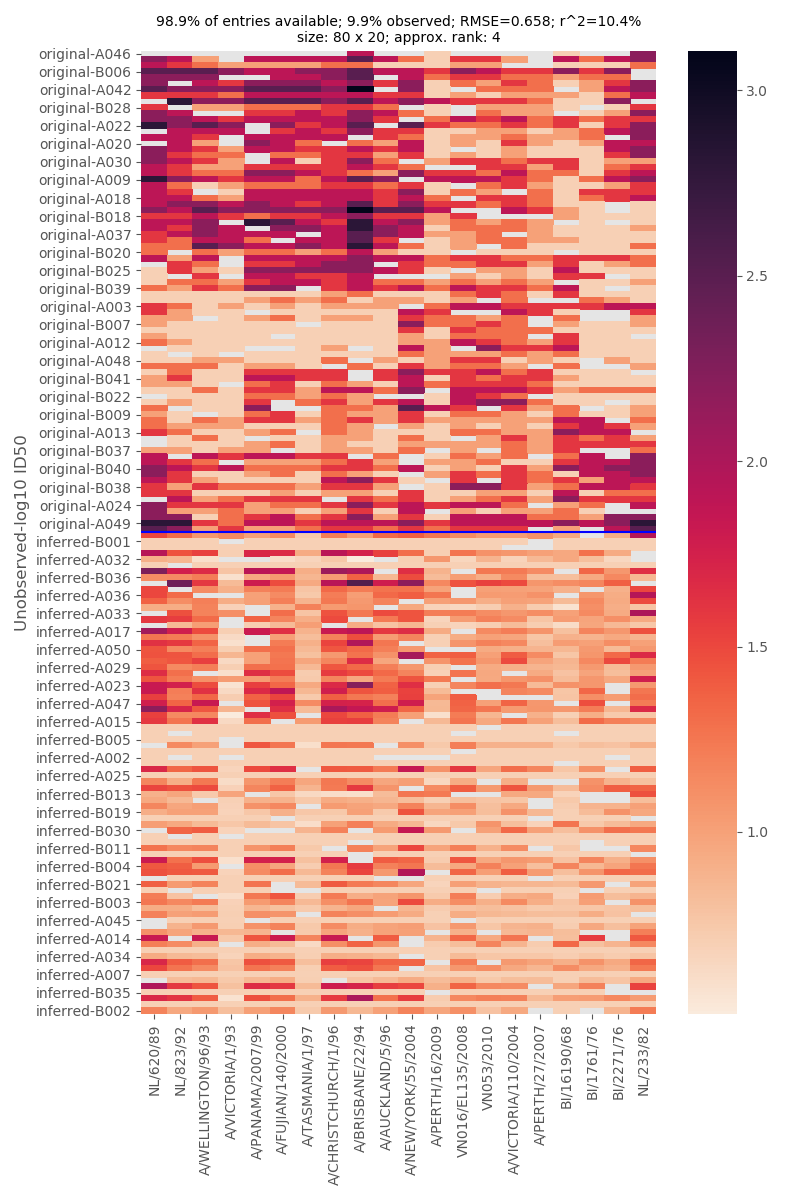 98.9% of entries available; 9.9% observed; RMSE=0.658; r^2=10.4%
size: 80 x 20; approx. rank: 4
Unobserved-log10 ID50
original-A046
original-B006
original-A042
original-B028
original-A022
original-A020
original-A030
original-A009
original-A018
original-B018
original-A037
original-B020
original-B025
original-B039
original-A003
original-B007
original-A012
original-A048
original-B041
original-B022
original-B009
original-A013
original-B037
original-B040
original-B038
original-A024
original-A049
inferred-B001
inferred-A032
inferred-B036
inferred-A036
inferred-A033
inferred-A017
inferred-A050
inferred-A029
inferred-A023
inferred-A047
inferred-A015
inferred-B005
inferred-A002
inferred-A025
inferred-B013
inferred-B019
inferred-B030
inferred-B011
inferred-B004
inferred-B021
inferred-B003
inferred-A045
inferred-A014
inferred-A034
inferred-A007
inferred-B035
inferred-B002
NL/620/89
NL/823/92
A/WELLINGTON/96/93
A/VICTORIA/1/93
A/PANAMA/2007/99
A/FUJIAN/140/2000
A/TASMANIA/1/97
A/CHRISTCHURCH/1/96
A/BRISBANE/22/94
A/AUCKLAND/5/96
A/NEW/YORK/55/2004
A/PERTH/16/2009
VN016/EL135/2008
VN053/2010
A/VICTORIA/110/2004
A/PERTH/27/2007
BI/16190/68
BI/1761/76
BI/2271/76
NL/233/82
3.0
2.5
2.0
1.5
1.0